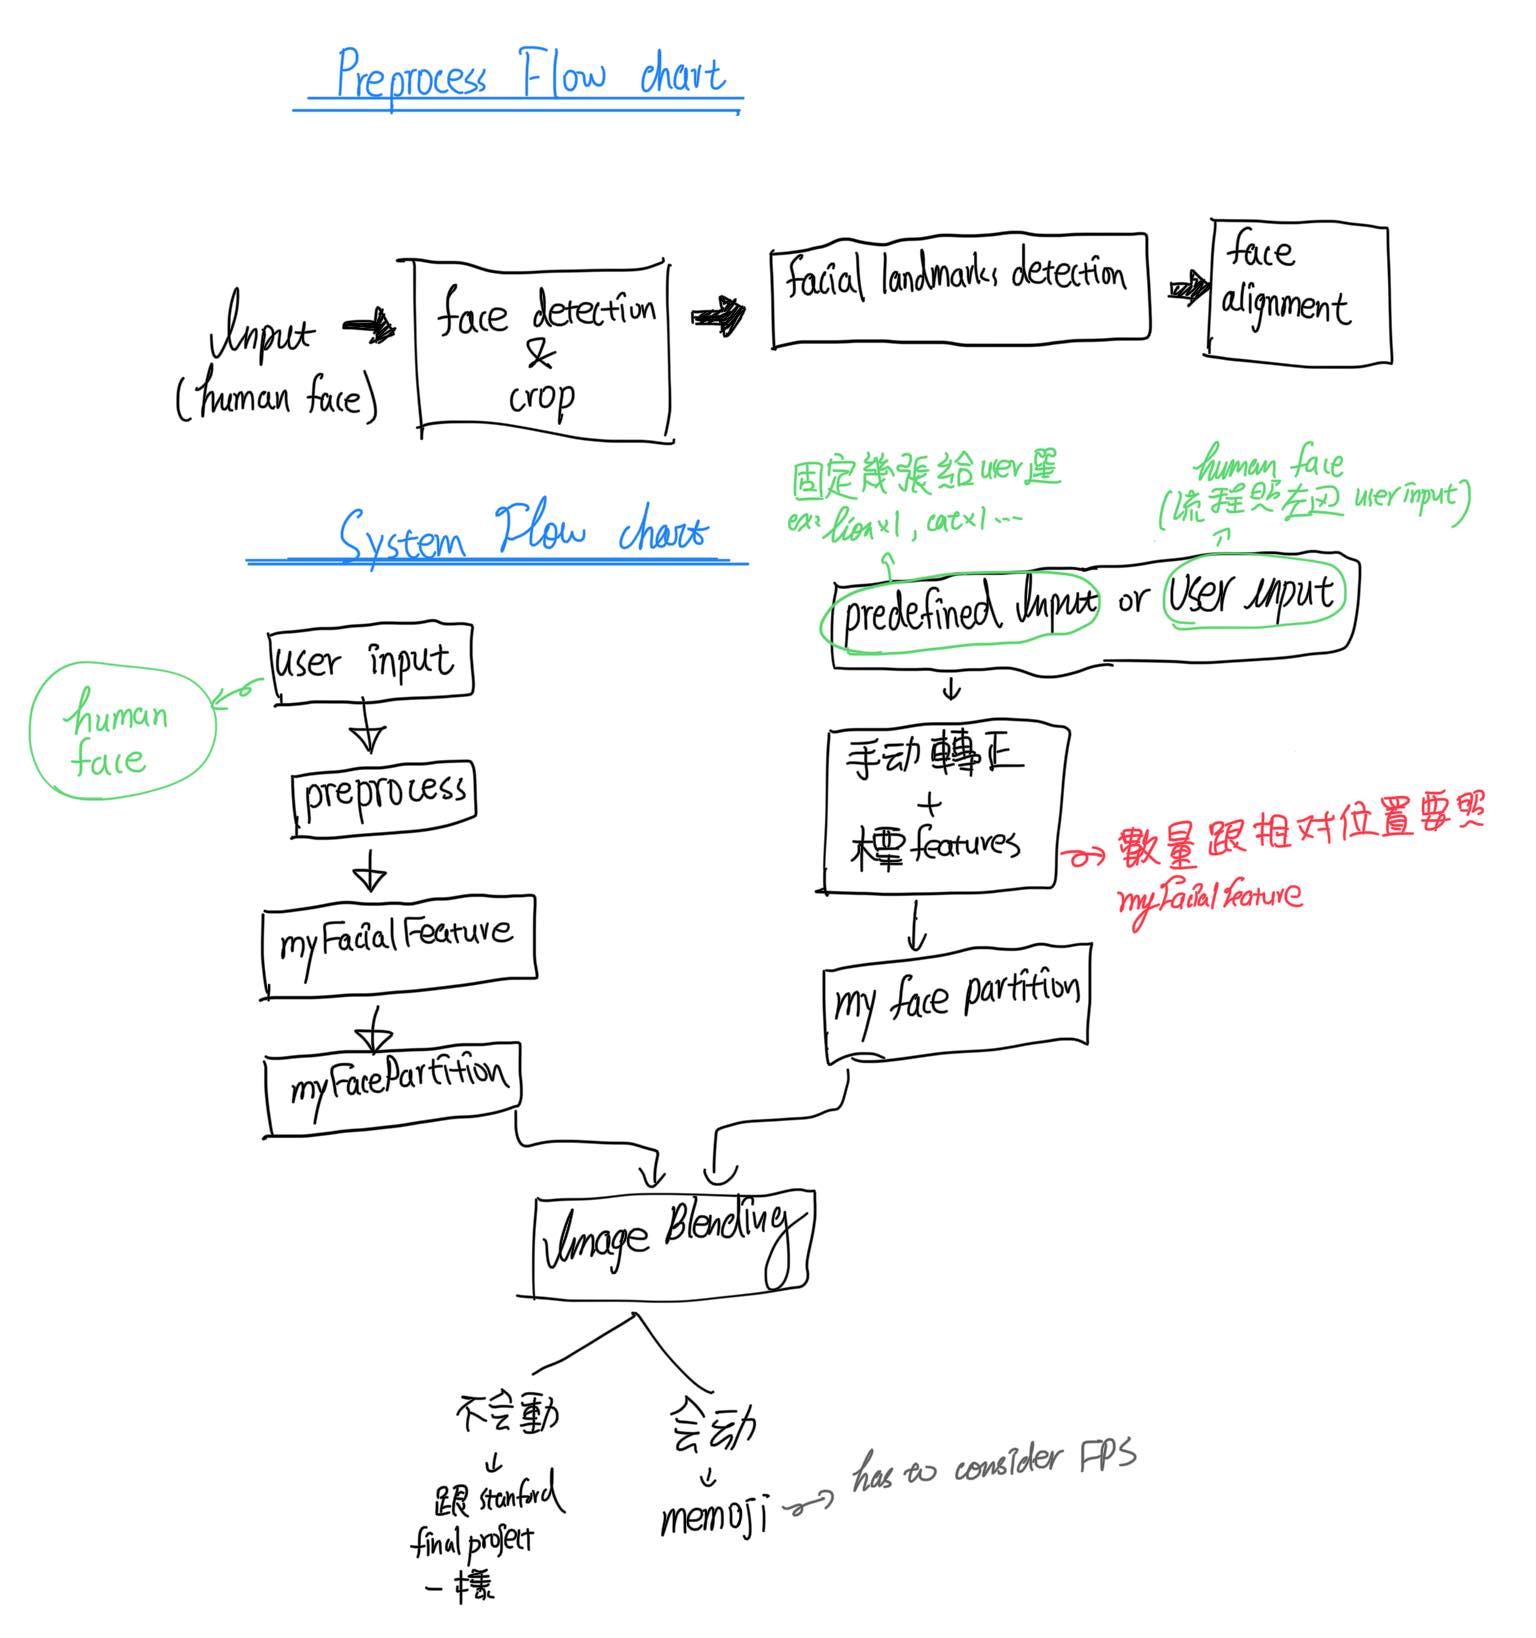 Preprocess Flow chart
Input
(human face)
face detection
&
crop
facial landmarks detection
face
alignment
固定幾張給user選
ex: lion×1, cat×1 ...
human face
(流程照左边 user input)
System Flow chart
predefined Input or User input
user input
human
face
preprocess
手动轉正
+
標features
數量跟相对位置要照
myFacialFeature
myFacialFeature
my face partition
myFacePartition
Image Blending
不会動
会动
跟 stanford
final project
一樣
memoji
has to consider FPS